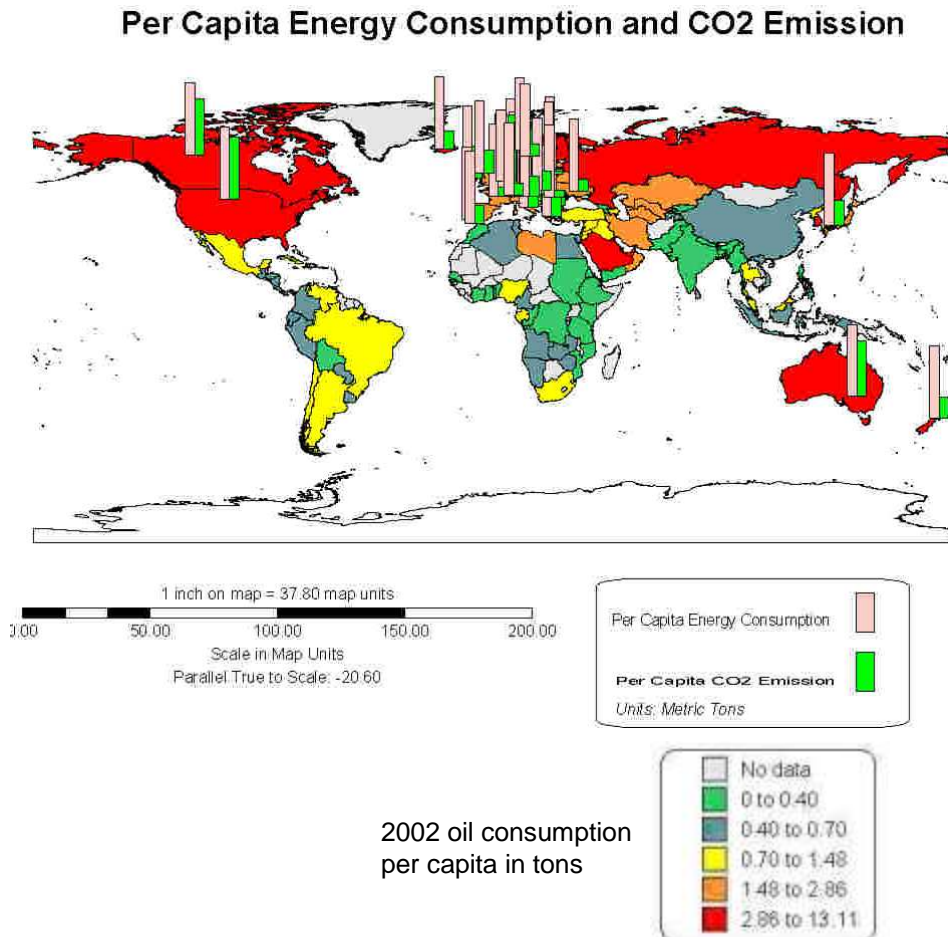 Per Capita Energy Consumption and CO2 Emission
1 inch on map = 37.80 map units
0.00 50.00 100.00 150.00 200.00
Scale in Map Units
Parallel True to Scale: -20.60
Per Capita Energy Consumption
Per Capita CO2 Emission
Units: Metric Tons
2002 oil consumption
per capita in tons
No data
0 to 0.40
0.40 to 0.70
0.70 to 1.48
1.48 to 2.86
2.86 to 13.11